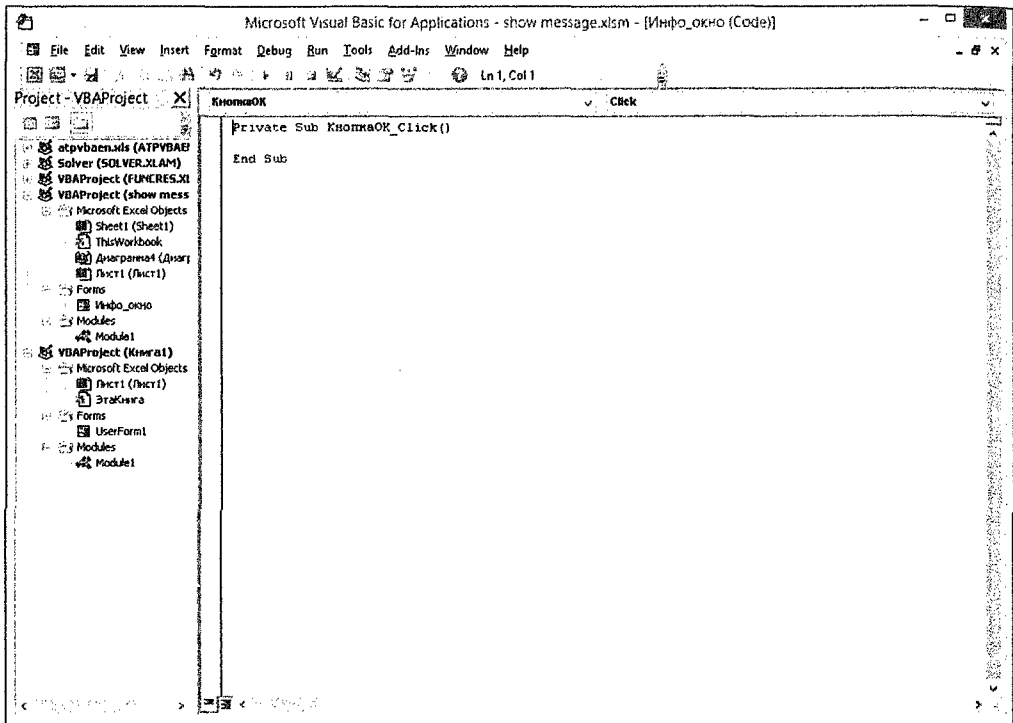 Microsoft Visual Basic for Applications - show message.xlsm - [Инфо_окно (Code)]
File Edit View Insert Format Debug Run Tools Add-Ins Window Help
Ln 1, Col 1
Project - VBAProject
КнопкаОК
Click
atpvbaen.xls (ATPVBAE
Solver (SOLVER.XLAM)
VBAProject (FUNCRES.XL
VBAProject (show mess
Microsoft Excel Objects
Sheet1 (Sheet1)
ThisWorkbook
Диаграмма4 (Диагр
Лист1 (Лист1)
Forms
Инфо_окно
Modules
Module1
VBAProject (Книга1)
Microsoft Excel Objects
Лист1 (Лист1)
ЭтаКнига
Forms
UserForm1
Modules
Module1
Private Sub КнопкаОК_Click()
End Sub